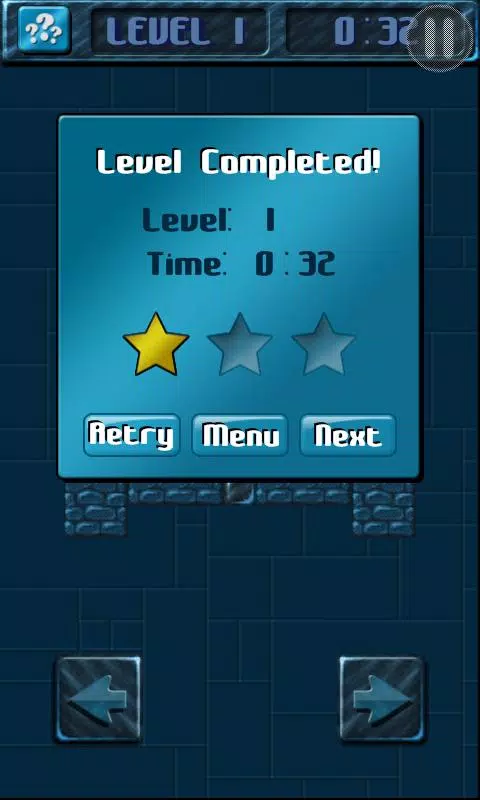 ???
LEVEL 1
0:32
Level Completed!
Level: 1
Time: 0:32
Retry
Menu
Next